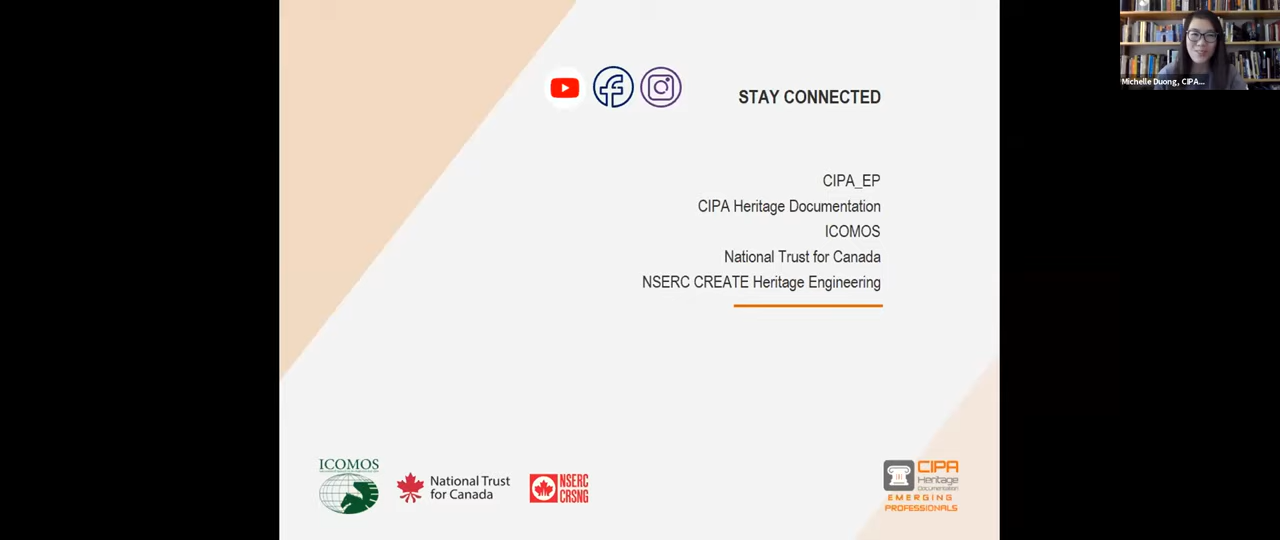 STAY CONNECTED
Michelle Duong, CIPA...
CIPA_EP
CIPA Heritage Documentation
ICOMOS
National Trust for Canada
NSERC CREATE Heritage Engineering
ICOMOS
National Trust
for Canada
NSERC
CRSNG
CIPA
Heritage
Documentation
EMERGING
PROFESSIONALS